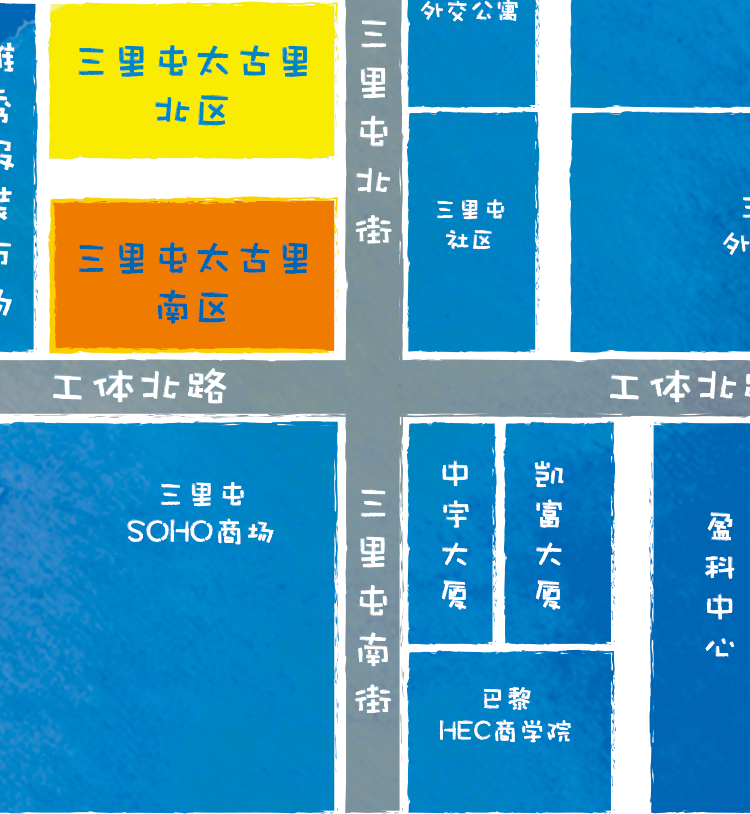 外交公寓
三里屯太古里
北区
三里屯北街
三里屯
社区
三里屯太古里
南区
工体北路
工体北
三里屯
SOHO商场
三里屯南街
中宇大厦
凯富大厦
盈科中心
巴黎
HEC商学院